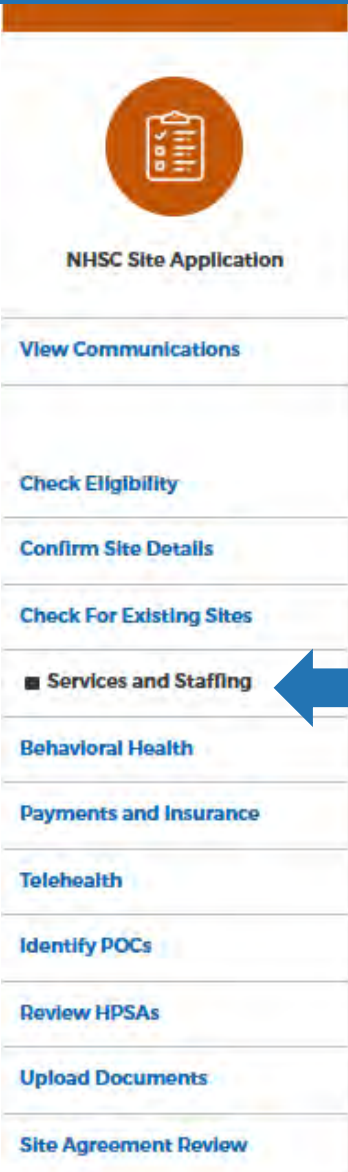 NHSC Site Application
View Communications
Check Eligibility
Confirm Site Details
Check For Existing Sites
Services and Staffing
Behavioral Health
Payments and Insurance
Telehealth
Identify POCs
Review HPSAs
Upload Documents
Site Agreement Review